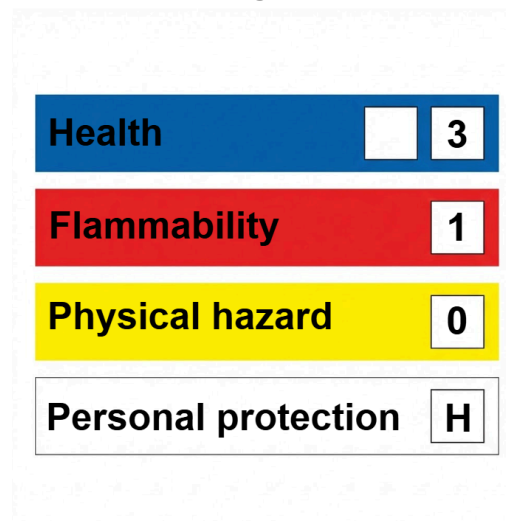 Health 3
Flammability 1
Physical hazard 0
Personal protection H